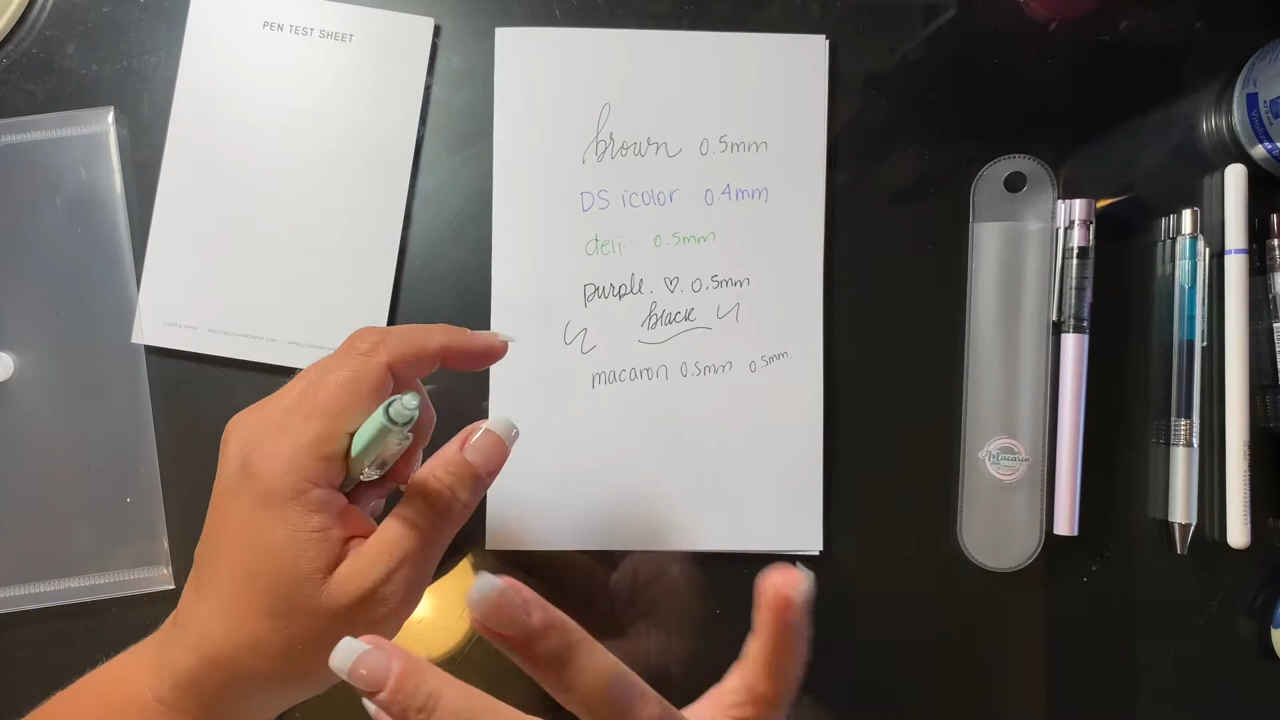 PEN TEST SHEET
brown 0.5mm
DS icolor 0.4mm
deli 0.5mm
purple. ♡. 0.5mm
black
macaron 0.5mm 0.5mm.
Macaron